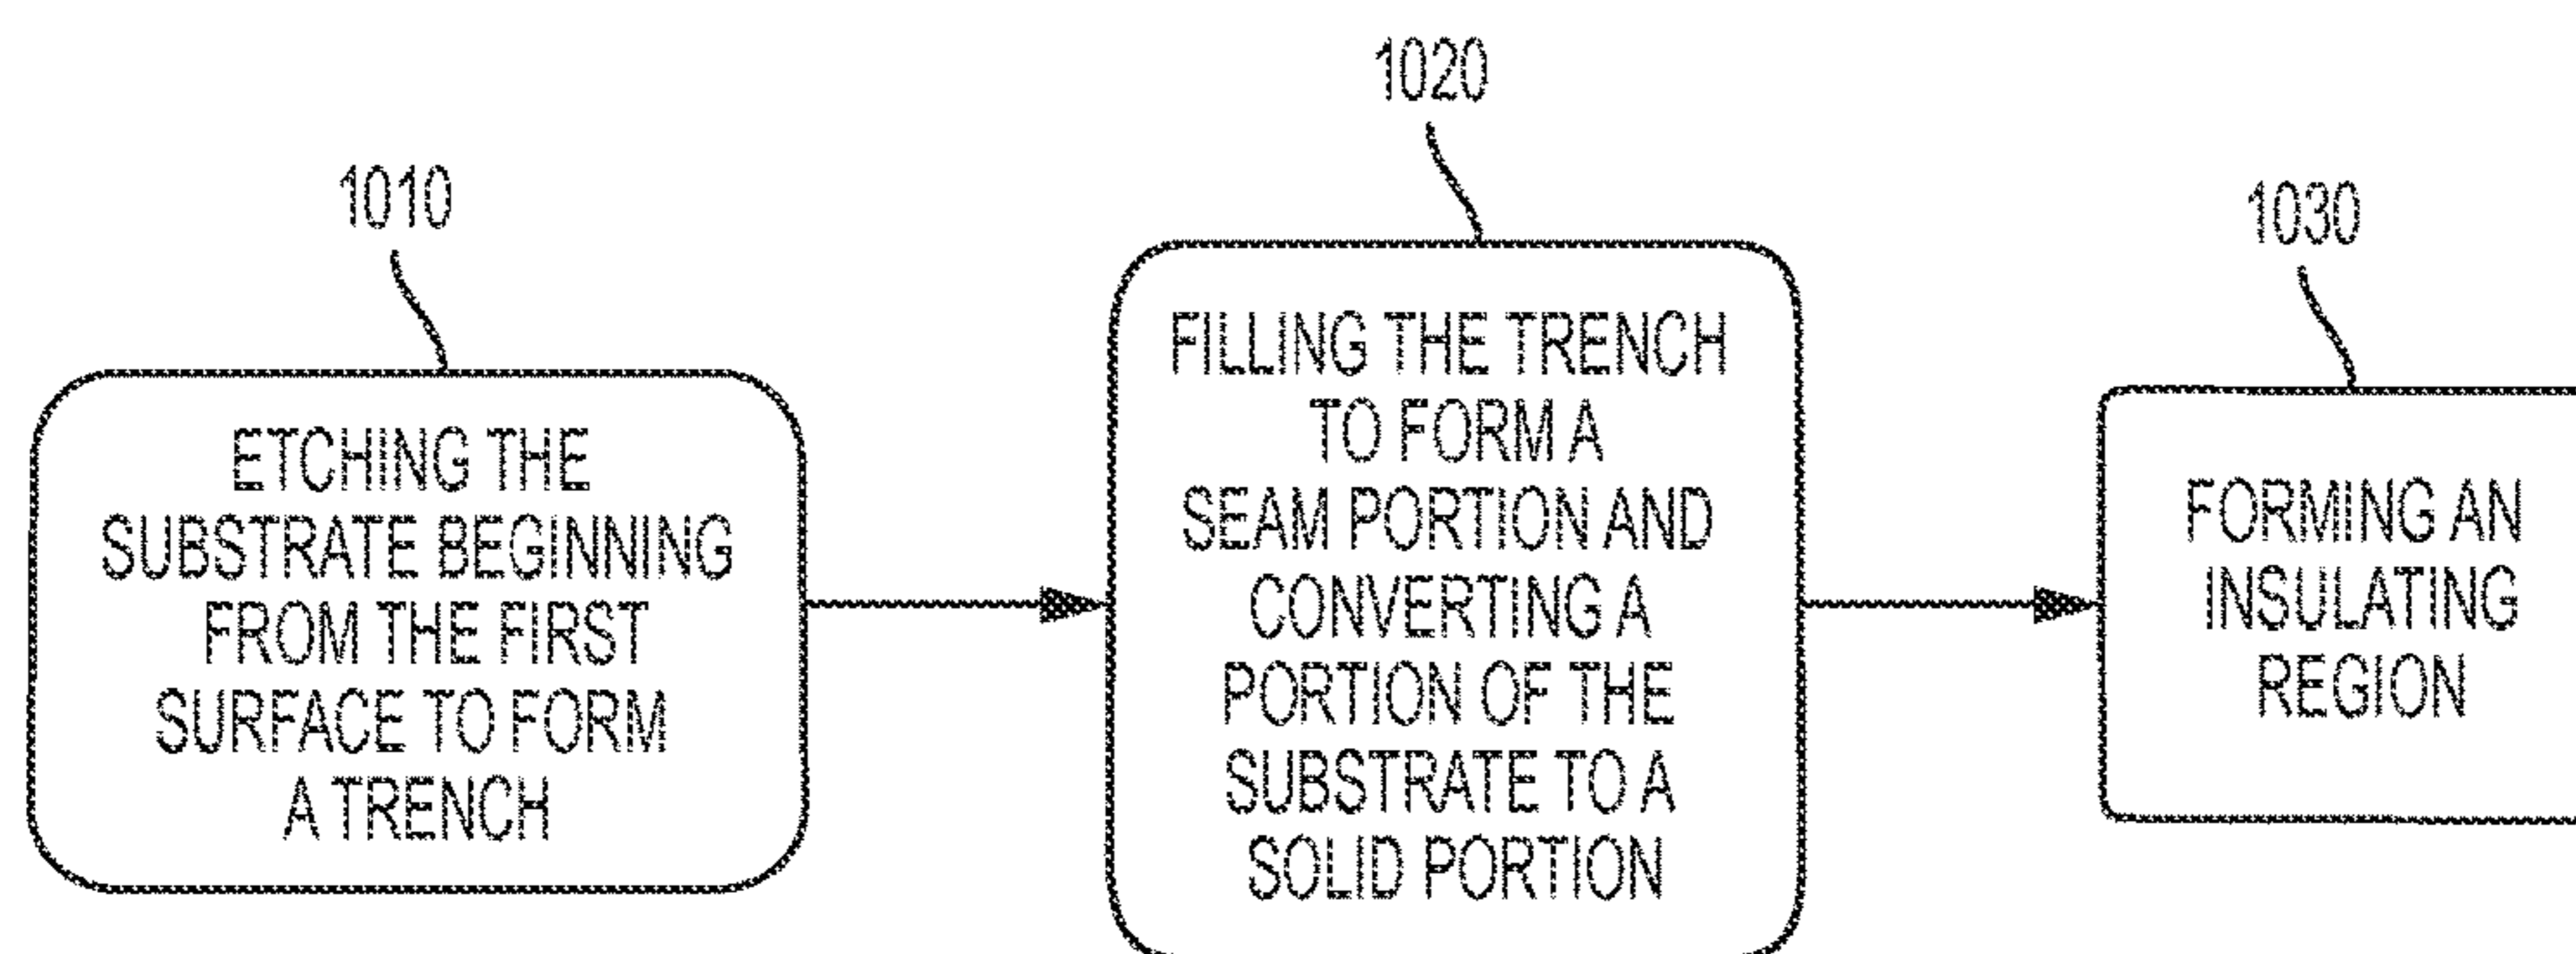 1010
ETCHING THE
SUBSTRATE BEGINNING
FROM THE FIRST
SURFACE TO FORM
A TRENCH
1020
FILLING THE TRENCH
TO FORM A
SEAM PORTION AND
CONVERTING A
PORTION OF THE
SUBSTRATE TO A
SOLID PORTION
1030
FORMING AN
INSULATING
REGION